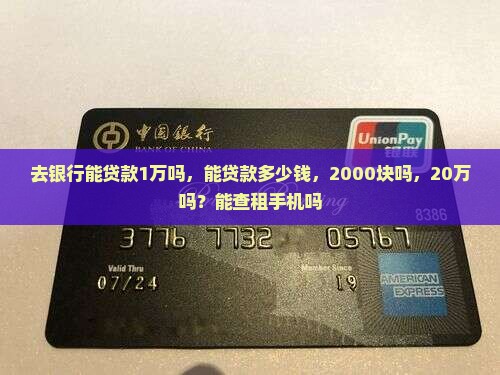 中國銀行
BANK OF CHINA
UnionPay
银联
去银行能贷款1万吗，能贷款多少钱，2000块吗，20万
吗？能查租手机吗
8386
3776 7732 05767
Valid Thru
Member Since
07/24
19
AMERICAN
EXPRESS